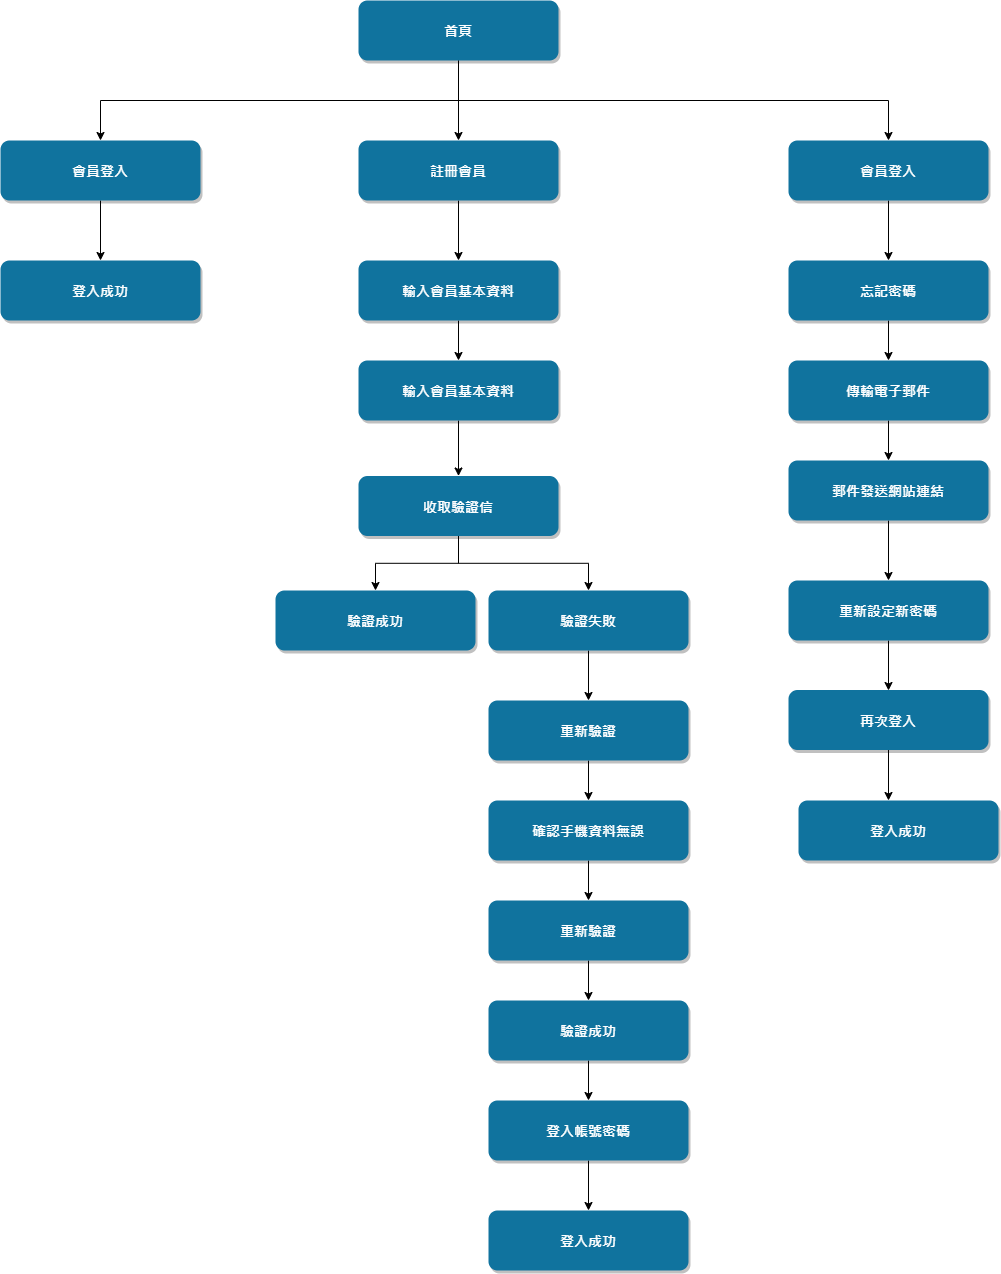 首頁
會員登入
註冊會員
會員登入
登入成功
輸入會員基本資料
忘記密碼
輸入會員基本資料
傳輸電子郵件
郵件發送網站連結
收取驗證信
驗證成功
驗證失敗
重新設定新密碼
再次登入
重新驗證
確認手機資料無誤
登入成功
重新驗證
驗證成功
登入帳號密碼
登入成功